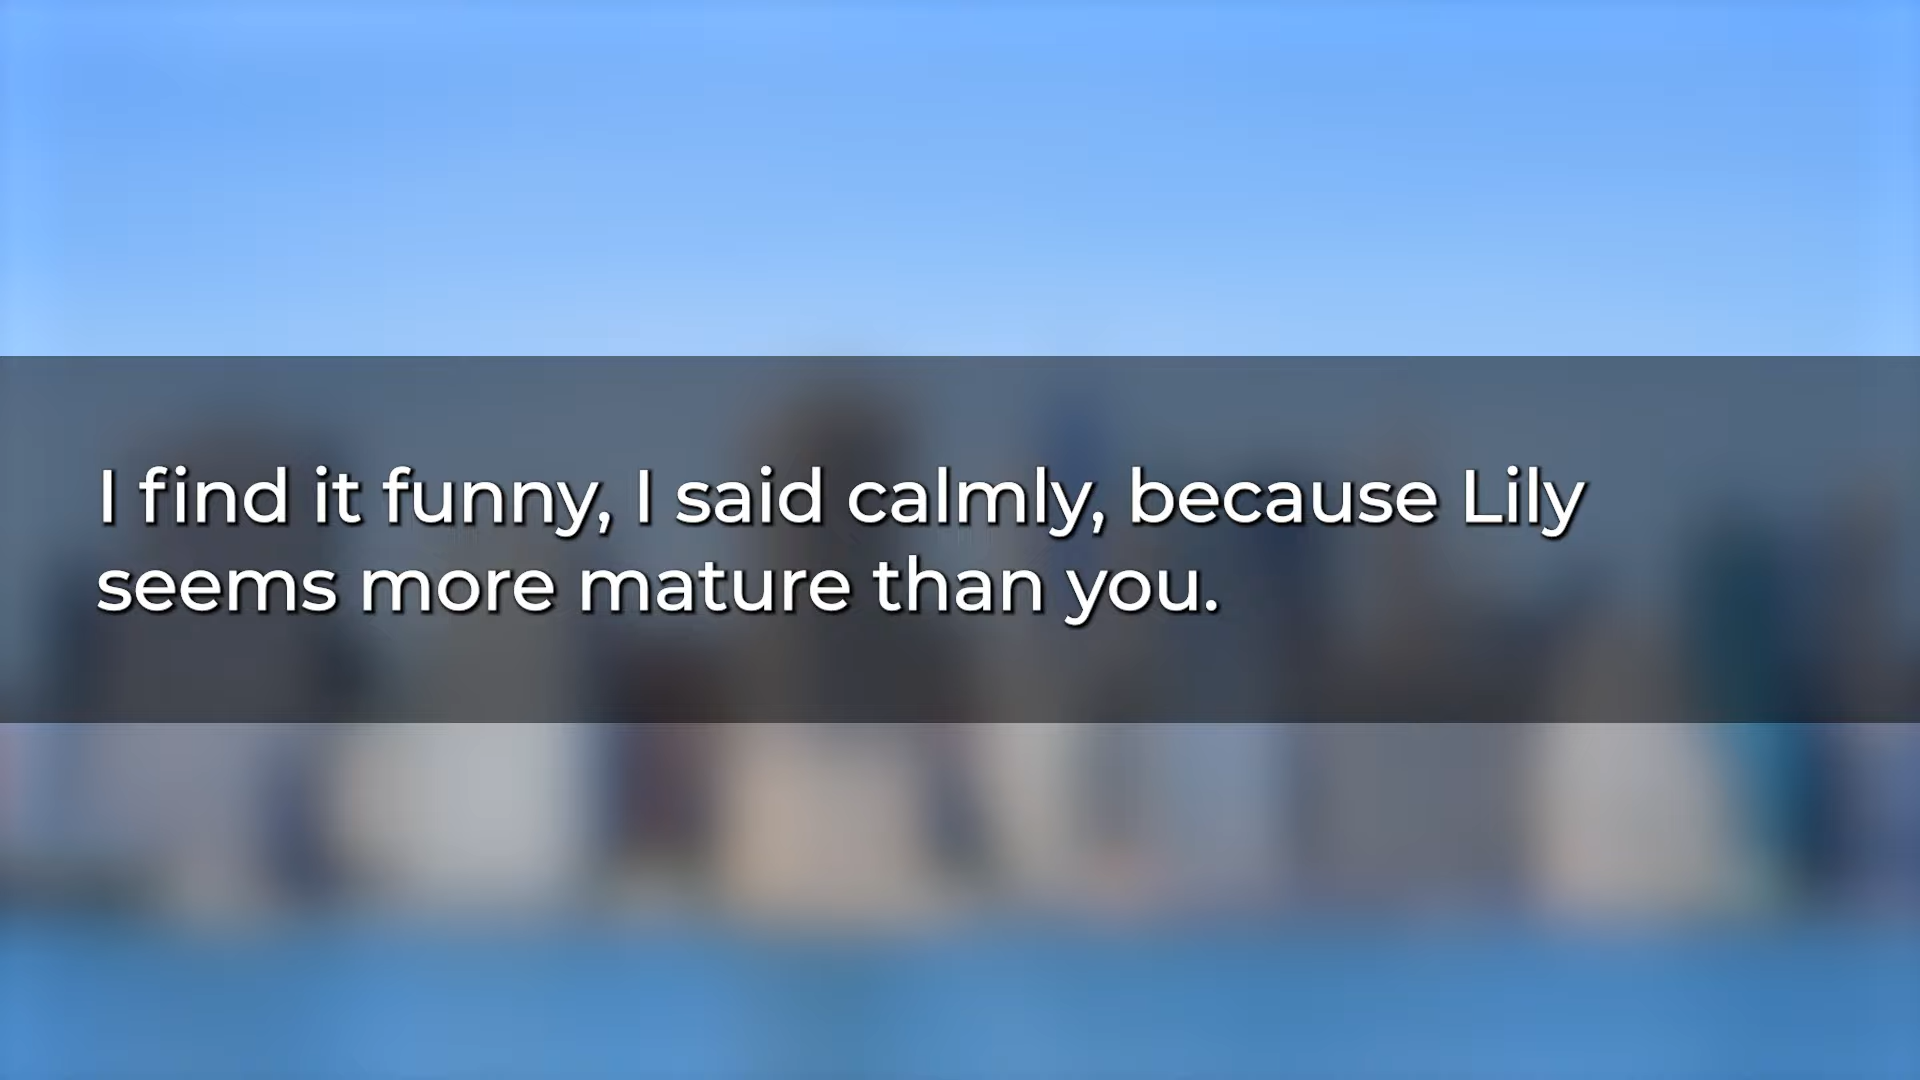 I find it funny, I said calmly, because Lily
seems more mature than you.